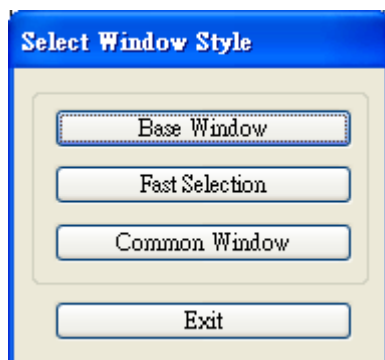 Select Window Style
Base Window
Fast Selection
Common Window
Exit